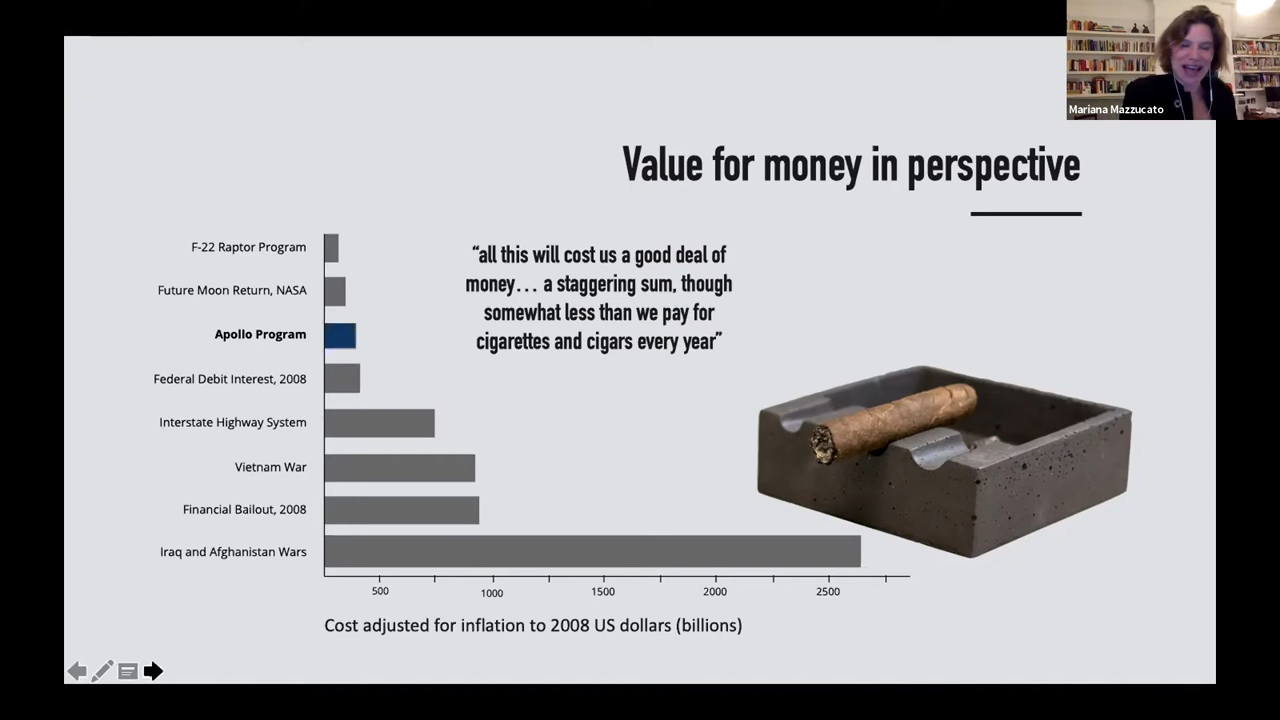 Mariana Mazzucato
Value for money in perspective
“all this will cost us a good deal of
money… a staggering sum, though
somewhat less than we pay for
cigarettes and cigars every year”
F-22 Raptor Program
Future Moon Return, NASA
Apollo Program
Federal Debit Interest, 2008
Interstate Highway System
Vietnam War
Financial Bailout, 2008
Iraq and Afghanistan Wars
500 1000 1500 2000 2500
Cost adjusted for inflation to 2008 US dollars (billions)